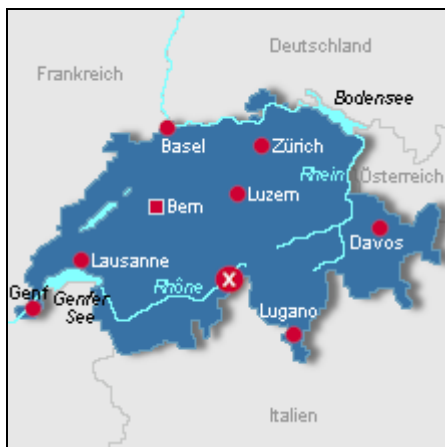 Deutschland
Frankreich
Bodensee
Basel
Zürich
Rhein
Österreich
Luzern
Bern
Davos
Lausanne
Rhône
X
Genf
Genfer
See
Lugano
Italien